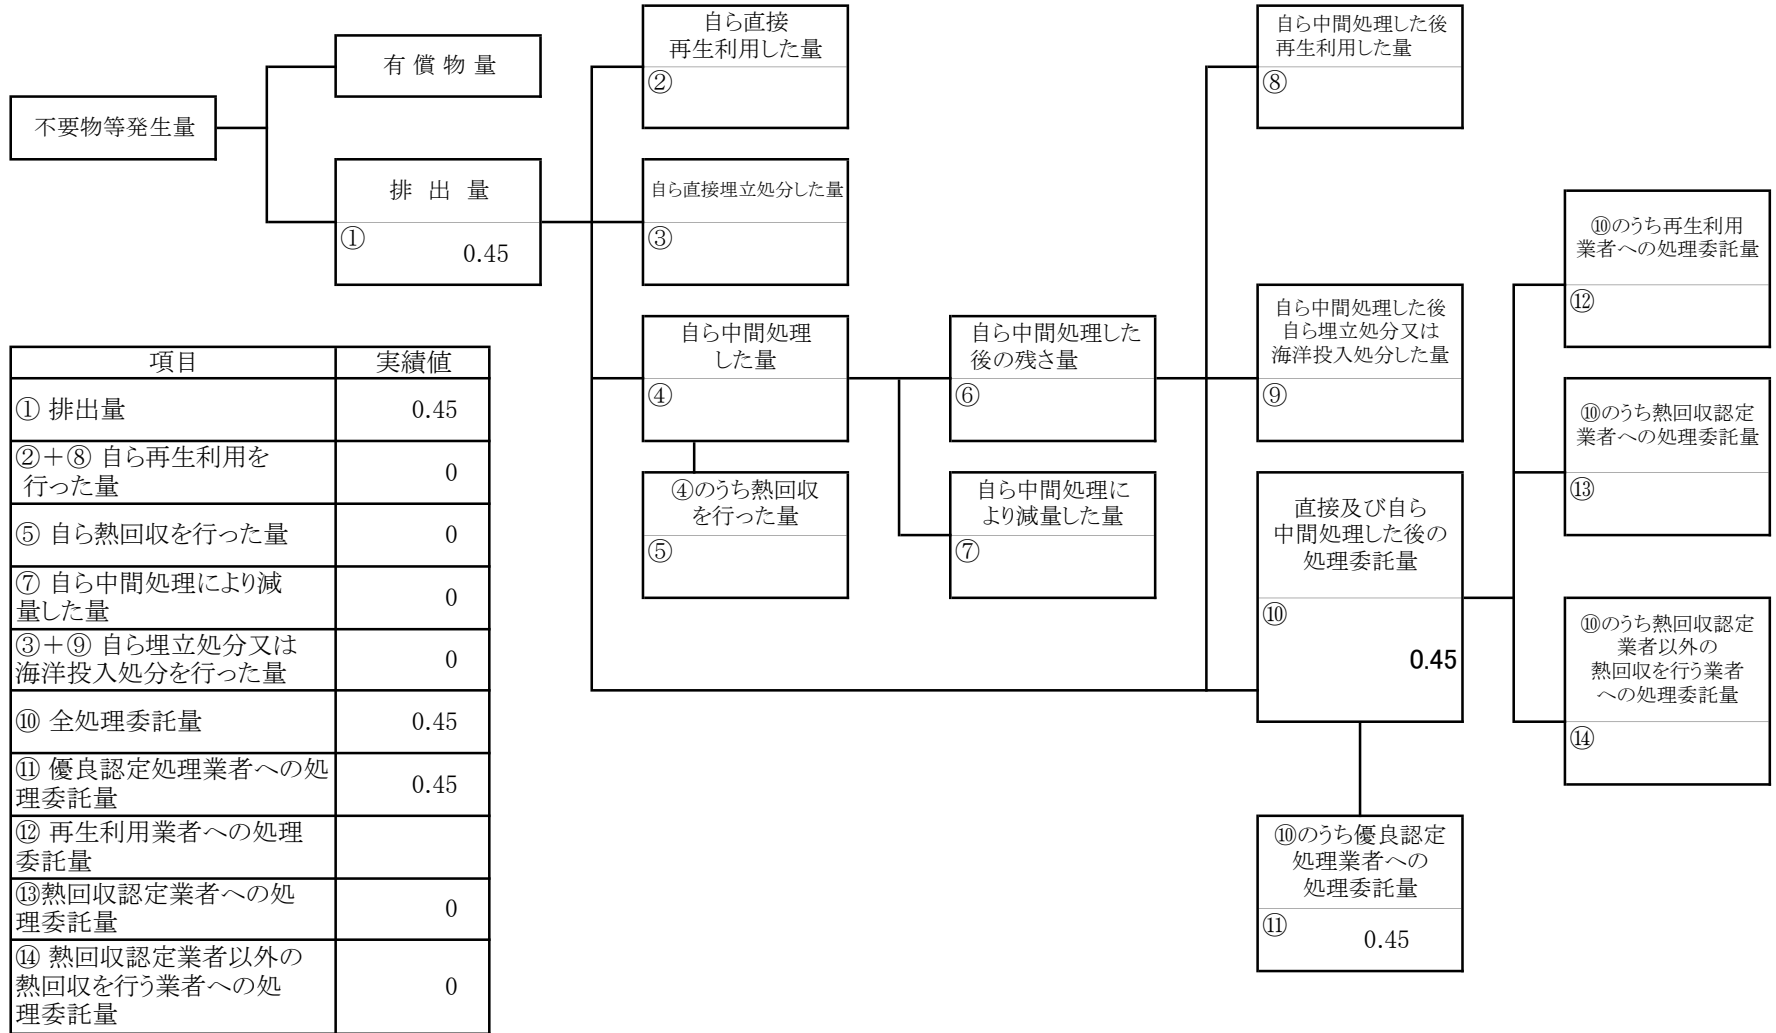 不要物等発生量
有 償 物 量
排 出 量
①
0.45
自ら直接
再生利用した量
②
自ら直接埋立処分した量
③
自ら中間処理
した量
④
④のうち熱回収
を行った量
⑤
自ら中間処理した
後の残さ量
⑥
自ら中間処理に
より減量した量
⑦
自ら中間処理した後
再生利用した量
⑧
自ら中間処理した後
自ら埋立処分又は
海洋投入処分した量
⑨
直接及び自ら
中間処理した後の
処理委託量
⑩
0.45
⑩のうち優良認定
処理業者への
処理委託量
⑪
0.45
⑩のうち再生利用
業者への処理委託量
⑫
⑩のうち熱回収認定
業者への処理委託量
⑬
⑩のうち熱回収認定
業者以外の
熱回収を行う業者
への処理委託量
⑭
項目 実績値
① 排出量 0.45
②＋⑧ 自ら再生利用を
行った量 0
⑤ 自ら熱回収を行った量 0
⑦ 自ら中間処理により減
量した量 0
③＋⑨ 自ら埋立処分又は
海洋投入処分を行った量 0
⑩ 全処理委託量 0.45
⑪ 優良認定処理業者への処
理委託量 0.45
⑫ 再生利用業者への処理
委託量
⑬熱回収認定業者への処
理委託量 0
⑭ 熱回収認定業者以外の
熱回収を行う業者への処 0
理委託量